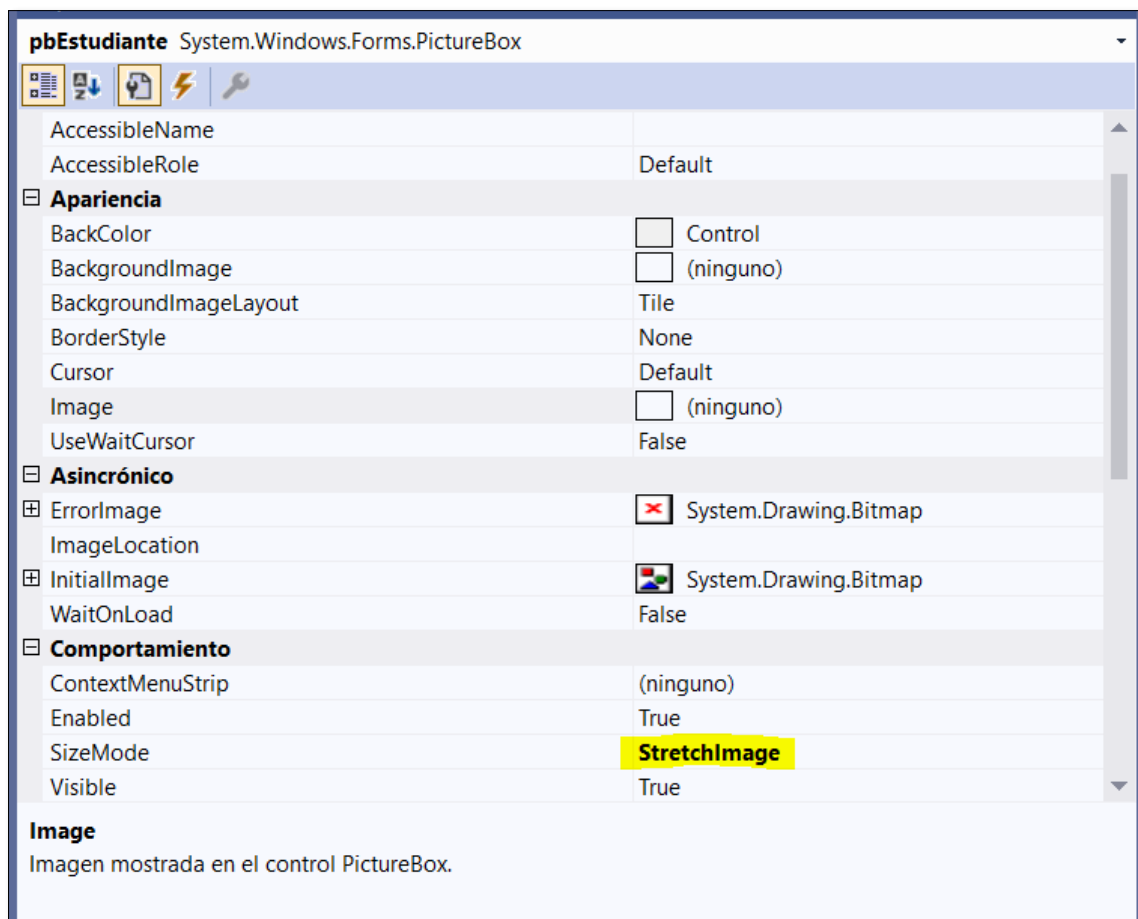 pbEstudiante System.Windows.Forms.PictureBox
AccessibleName
AccessibleRole Default
Apariencia
BackColor Control
BackgroundImage (ninguno)
BackgroundImageLayout Tile
BorderStyle None
Cursor Default
Image (ninguno)
UseWaitCursor False
Asincrónico
ErrorImage System.Drawing.Bitmap
ImageLocation
InitialImage System.Drawing.Bitmap
WaitOnLoad False
Comportamiento
ContextMenuStrip (ninguno)
Enabled True
SizeMode StretchImage
Visible True
Image
Imagen mostrada en el control PictureBox.